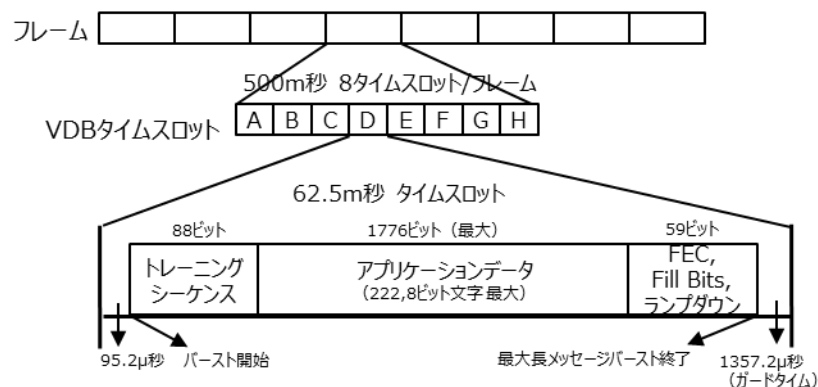 フレーム
500m秒 8タイムスロット/フレーム
VDBタイムスロット
A B C D E F G H
62.5m秒 タイムスロット
88ビット
1776ビット（最大）
59ビット
トレーニング
シーケンス
アプリケーションデータ
(222,8ビット文字 最大)
FEC,
Fill Bits,
ランプダウン
95.2μ秒
バースト開始
最大長メッセージバースト終了
1357.2μ秒
（ガードタイム）